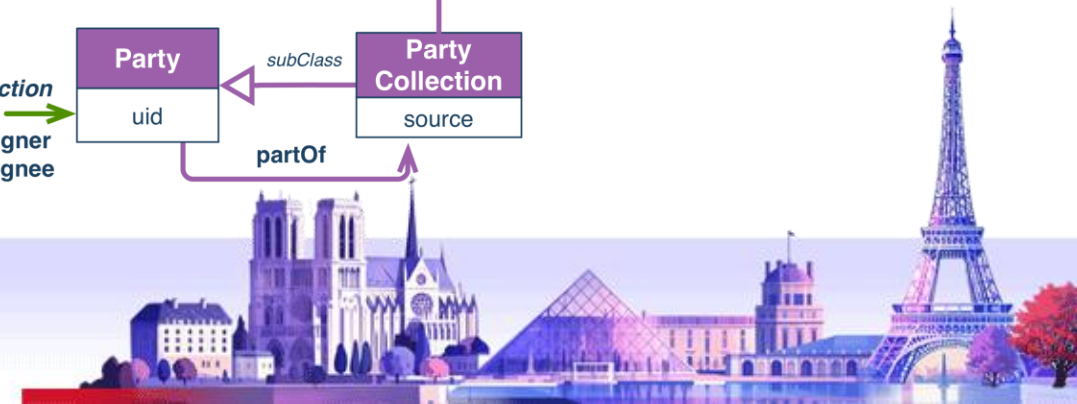 Party
uid
subClass
Party
Collection
source
ction
gner
gnee
partOf